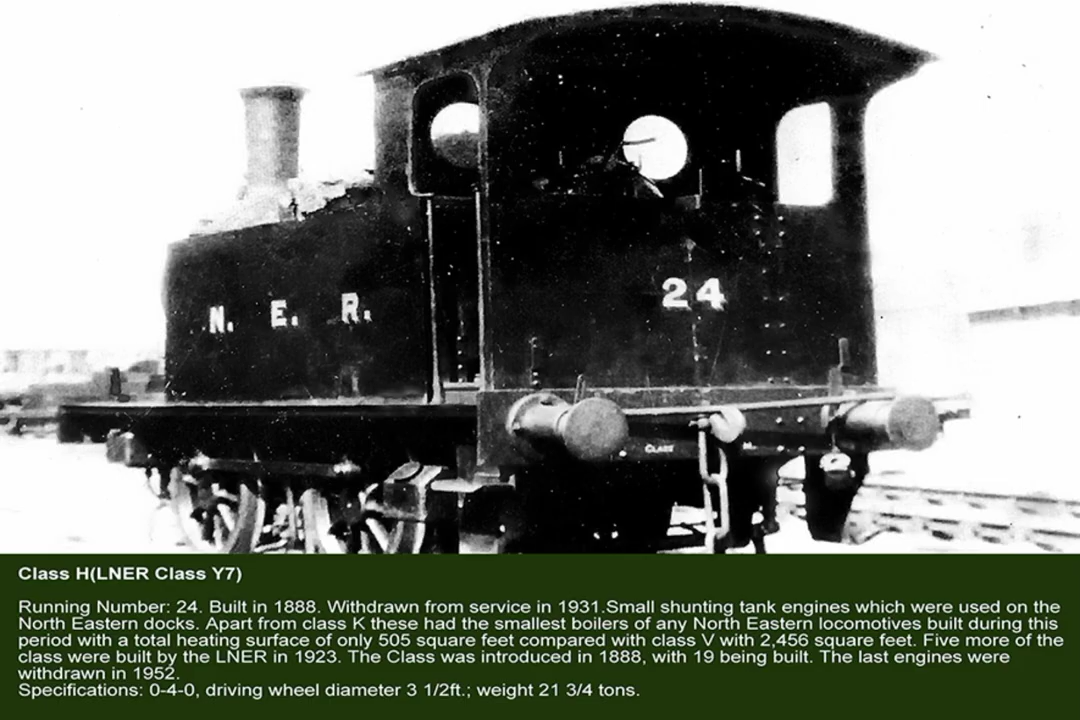 N. E. R.
24
CLASS H.
Class H(LNER Class Y7)
Running Number: 24. Built in 1888. Withdrawn from service in 1931.Small shunting tank engines which were used on the
North Eastern docks. Apart from class K these had the smallest boilers of any North Eastern locomotives built during this
period with a total heating surface of only 505 square feet compared with class V with 2,456 square feet. Five more of the
class were built by the LNER in 1923. The Class was introduced in 1888, with 19 being built. The last engines were
withdrawn in 1952.
Specifications: 0-4-0, driving wheel diameter 3 1/2ft.; weight 21 3/4 tons.